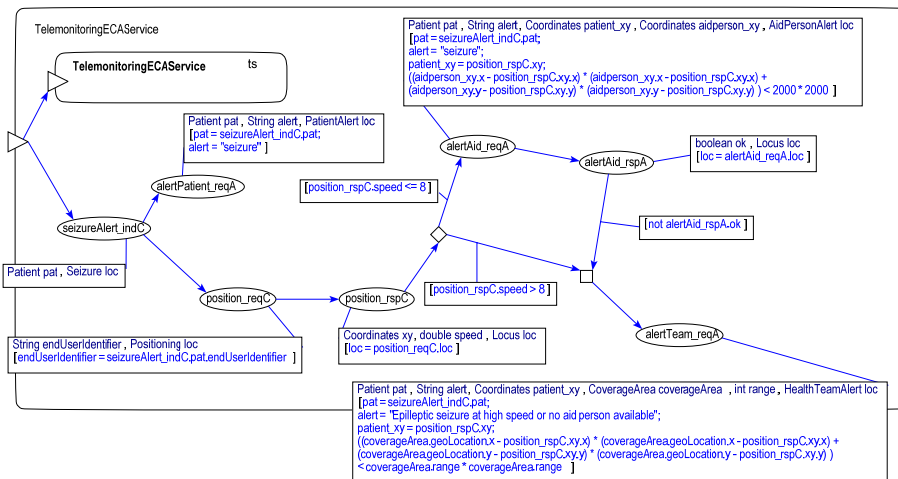 TelemonitoringECAService
TelemonitoringECAService ts
Patient pat , String alert, Coordinates patient_xy , Coordinates aidperson_xy, AidPersonAlert loc
[pat = seizureAlert_indC.pat;
alert = "seizure";
patient_xy = position_rspC.xy;
((aidperson_xy.x - position_rspC.xy.x) * (aidperson_xy.x - position_rspC.xy.x) +
(aidperson_xy.y - position_rspC.xy.y) * (aidperson_xy.y - position_rspC.xy.y) ) < 2000 * 2000 ]
Patient pat , String alert, PatientAlert loc
[pat = seizureAlert_indC.pat;
alert = "seizure" ]
alertPatient_reqA
alertAid_reqA
alertAid_rspA
boolean ok , Locus loc
[loc = alertAid_reqA.loc]
[position_rspC.speed <= 8 ]
seizureAlert_indC
[not alertAid_rspA.ok ]
Patient pat , Seizure loc
position_reqC
position_rspC
[position_rspC.speed > 8 ]
alertTeam_reqA
String endUserIdentifier , Positioning loc
[endUserIdentifier = seizureAlert_indC.pat.endUserIdentifier ]
Coordinates xy, double speed , Locus loc
[loc = position_reqC.loc]
Patient pat , String alert, Coordinates patient_xy , CoverageArea coverageArea , int range , HealthTeamAlert loc
[pat = seizureAlert_indC.pat;
alert = "Epilleptic seizure at high speed or no aid person available";
patient_xy = position_rspC.xy;
((coverageArea.geoLocation.x - position_rspC.xy.x) * (coverageArea.geoLocation.x - position_rspC.xy.x) +
(coverageArea.geoLocation.y - position_rspC.xy.y) * (coverageArea.geoLocation.y - position_rspC.xy.y) )
< coverageArea.range * coverageArea.range ]